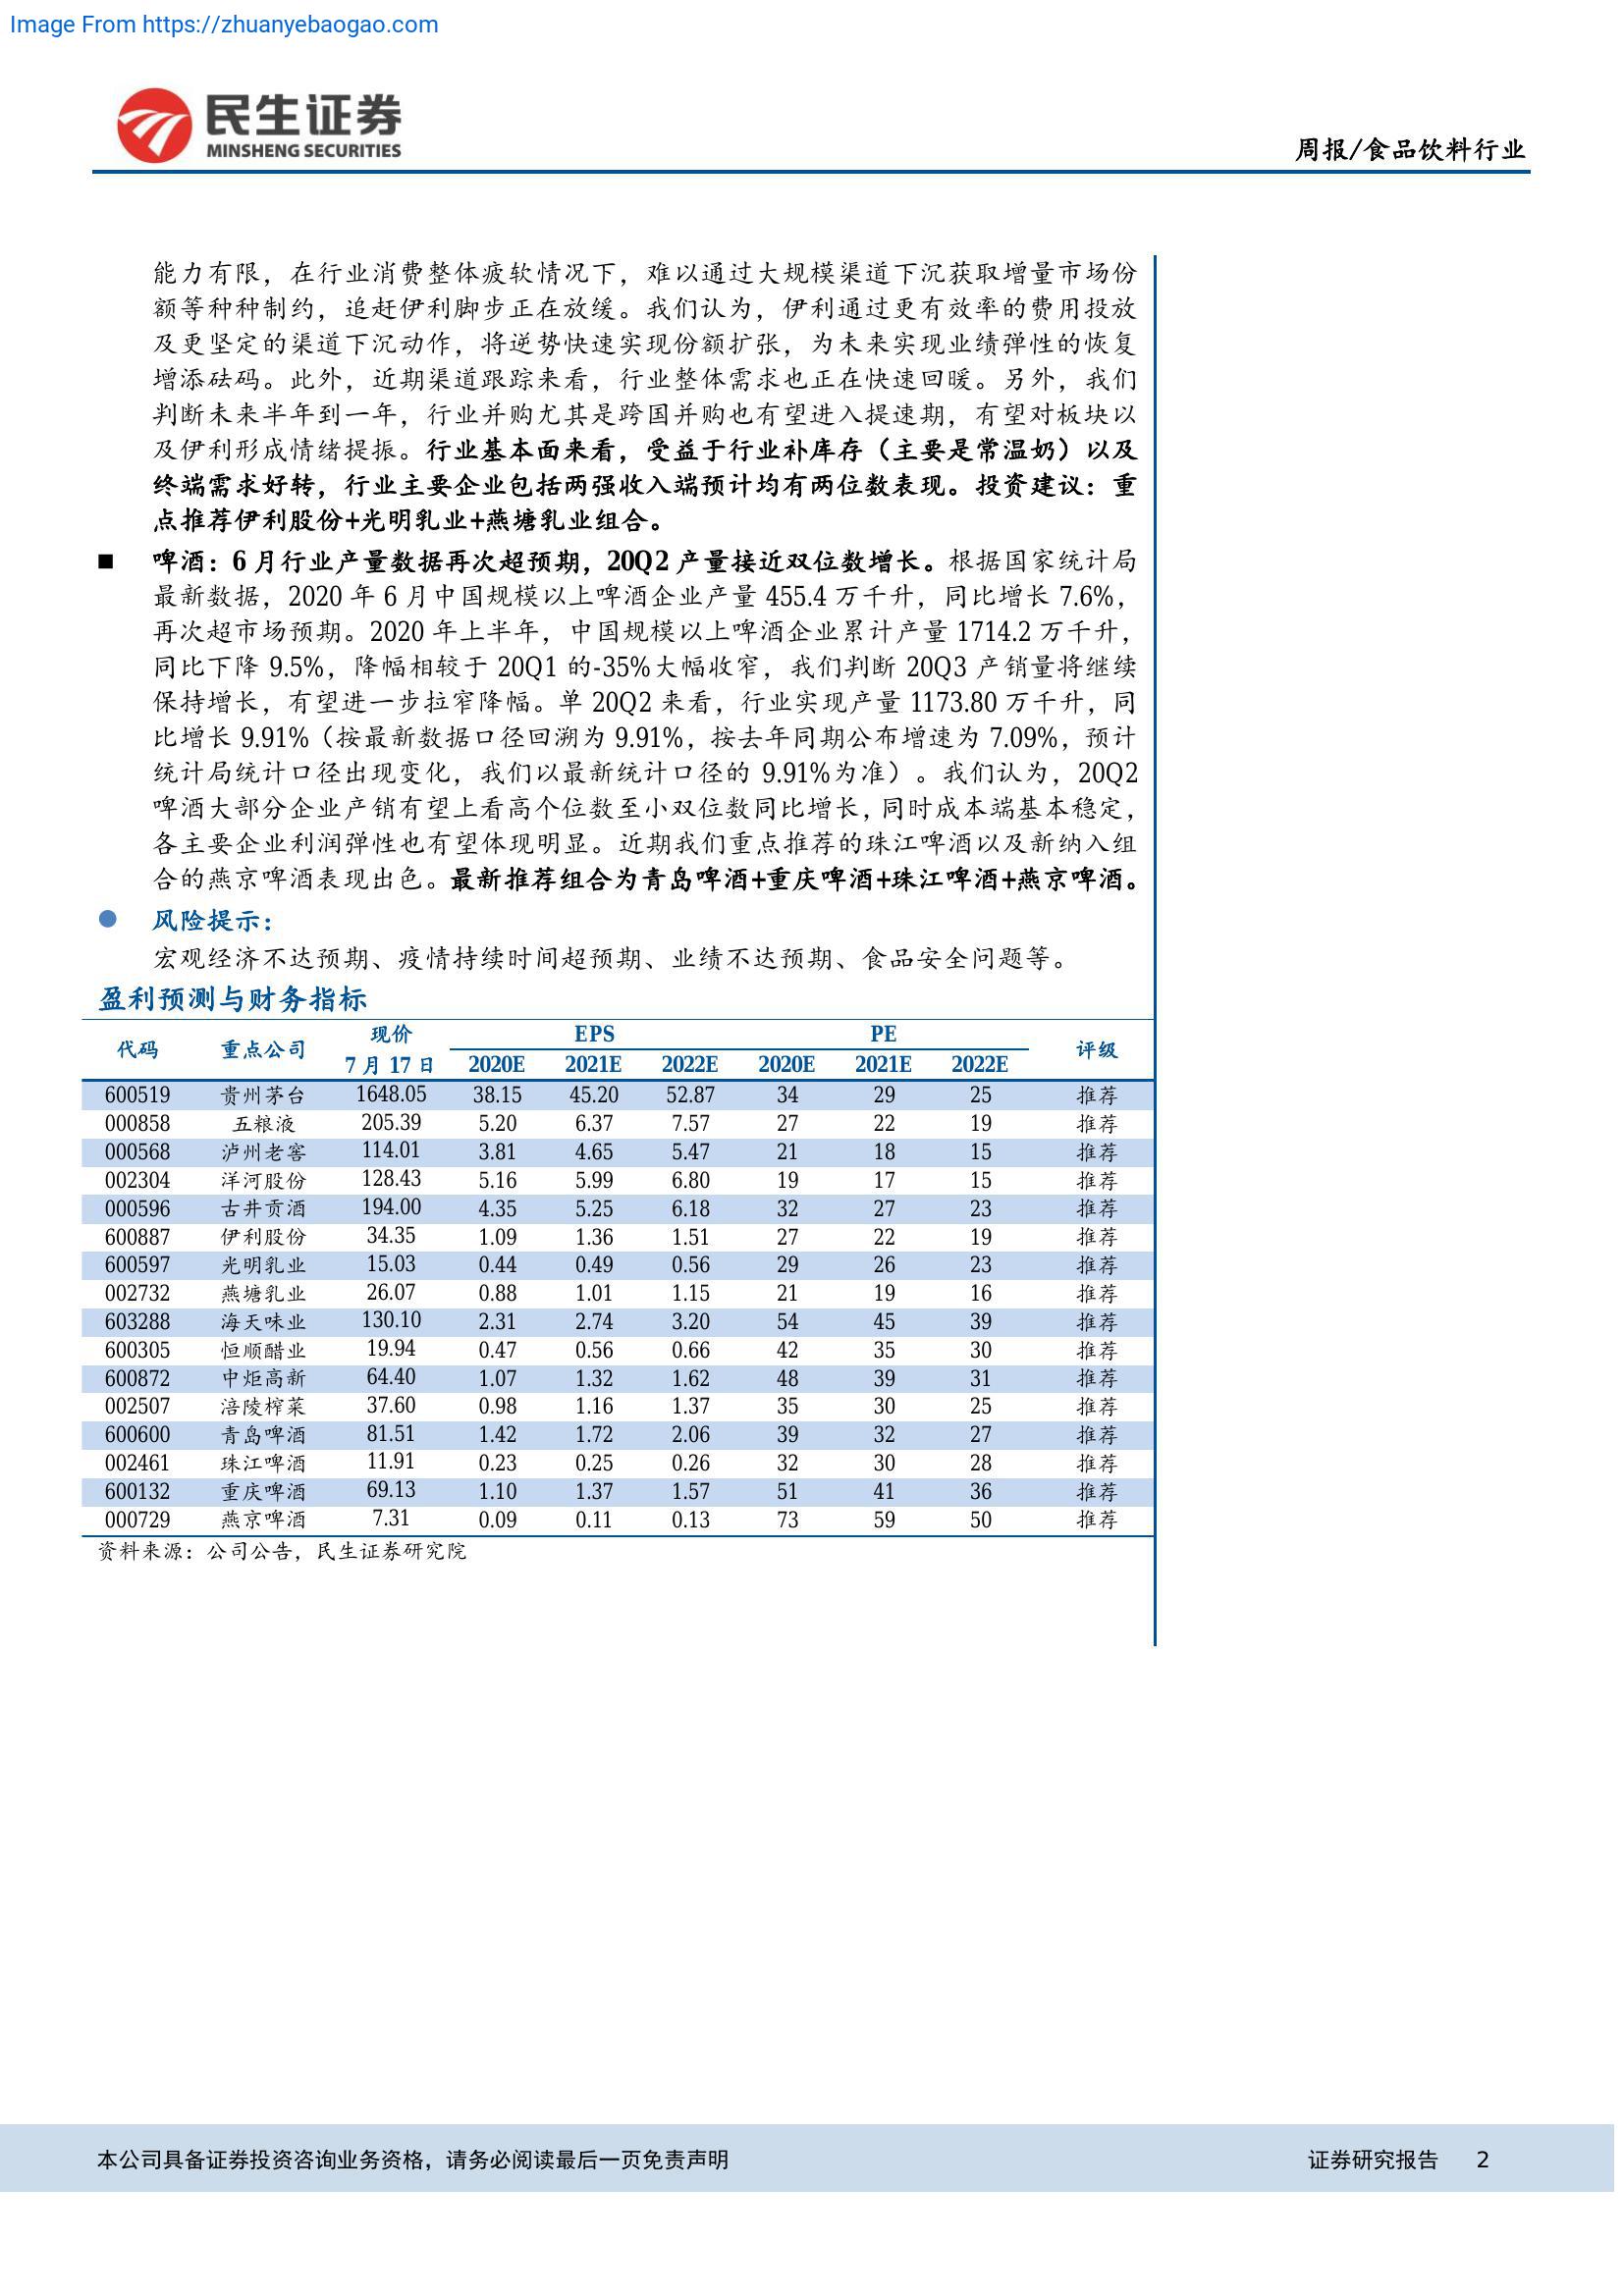 Image From https://zhuanyebaogao.com
民生证券
MINSHENG SECURITIES
周报/食品饮料行业
能力有限，在行业消费整体疲软情况下，难以通过大规模渠道下沉获取增量市场份
额等种种制约，追赶伊利脚步正在放缓。我们认为，伊利通过更有效率的费用投放
及更坚定的渠道下沉动作，将逆势快速实现份额扩张，为未来实现业绩弹性的恢复
增添砝码。此外，近期渠道跟踪来看，行业整体需求也正在快速回暖。另外，我们
判断未来半年到一年，行业并购尤其是跨国并购也有望进入提速期，有望对板块以
及伊利形成情绪提振。行业基本面来看，受益于行业补库存（主要是常温奶）以及
终端需求好转，行业主要企业包括两强收入端预计均有两位数表现。投资建议：重
点推荐伊利股份+光明乳业+燕塘乳业组合。
■ 啤酒：6 月行业产量数据再次超预期，20Q2 产量接近双位数增长。根据国家统计局
最新数据，2020 年 6 月中国规模以上啤酒企业产量 455.4 万千升，同比增长 7.6%，
再次超市场预期。2020 年上半年，中国规模以上啤酒企业累计产量 1714.2 万千升，
同比下降 9.5%，降幅相较于 20Q1 的-35%大幅收窄，我们判断 20Q3 产销量将继续
保持增长，有望进一步拉窄降幅。单 20Q2 来看，行业实现产量 1173.80 万千升，同
比增长 9.91%（按最新数据口径回溯为 9.91%，按去年同期公布增速为 7.09%，预计
统计局统计口径出现变化，我们以最新统计口径的 9.91%为准）。我们认为，20Q2
啤酒大部分企业产销有望上看高个位数至小双位数同比增长，同时成本端基本稳定，
各主要企业利润弹性也有望体现明显。近期我们重点推荐的珠江啤酒以及新纳入组
合的燕京啤酒表现出色。最新推荐组合为青岛啤酒+重庆啤酒+珠江啤酒+燕京啤酒。
● 风险提示：
宏观经济不达预期、疫情持续时间超预期、业绩不达预期、食品安全问题等。
盈利预测与财务指标
代码 重点公司 现价 EPS PE 评级
7 月 17 日 2020E 2021E 2022E 2020E 2021E 2022E
600519 贵州茅台 1648.05 38.15 45.20 52.87 34 29 25 推荐
000858 五粮液 205.39 5.20 6.37 7.57 27 22 19 推荐
000568 泸州老窖 114.01 3.81 4.65 5.47 21 18 15 推荐
002304 洋河股份 128.43 5.16 5.99 6.80 19 17 15 推荐
000596 古井贡酒 194.00 4.35 5.25 6.18 32 27 23 推荐
600887 伊利股份 34.35 1.09 1.36 1.51 27 22 19 推荐
600597 光明乳业 15.03 0.44 0.49 0.56 29 26 23 推荐
002732 燕塘乳业 26.07 0.88 1.01 1.15 21 19 16 推荐
603288 海天味业 130.10 2.31 2.74 3.20 54 45 39 推荐
600305 恒顺醋业 19.94 0.47 0.56 0.66 42 35 30 推荐
600872 中炬高新 64.40 1.07 1.32 1.62 48 39 31 推荐
002507 涪陵榨菜 37.60 0.98 1.16 1.37 35 30 25 推荐
600600 青岛啤酒 81.51 1.42 1.72 2.06 39 32 27 推荐
002461 珠江啤酒 11.91 0.23 0.25 0.26 32 30 28 推荐
600132 重庆啤酒 69.13 1.10 1.37 1.57 51 41 36 推荐
000729 燕京啤酒 7.31 0.09 0.11 0.13 73 59 50 推荐
资料来源：公司公告，民生证券研究院
本公司具备证券投资咨询业务资格，请务必阅读最后一页免责声明 证券研究报告 2